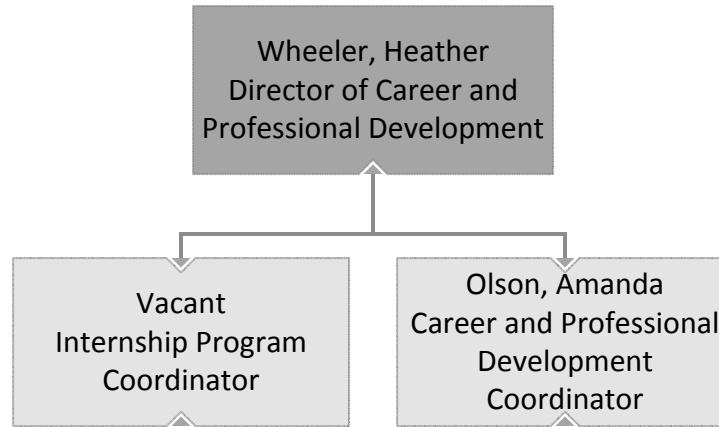 Wheeler, Heather
Director of Career and
Professional Development
Vacant
Internship Program
Coordinator
Olson, Amanda
Career and Professional
Development
Coordinator